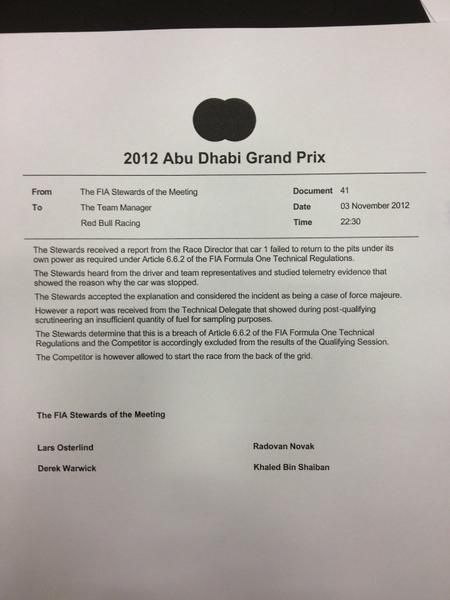 2012 Abu Dhabi Grand Prix
From The FIA Stewards of the Meeting Document 41
To The Team Manager Date 03 November 2012
Red Bull Racing Time 22:30
The Stewards received a report from the Race Director that car 1 failed to return to the pits under its
own power as required under Article 6.6.2 of the FIA Formula One Technical Regulations.
The Stewards heard from the driver and team representatives and studied telemetry evidence that
showed the reason why the car was stopped.
The Stewards accepted the explanation and considered the incident as being a case of force majeure.
However a report was received from the Technical Delegate that showed during post-qualifying
scrutineering an insufficient quantity of fuel for sampling purposes.
The Stewards determine that this is a breach of Article 6.6.2 of the FIA Formula One Technical
Regulations and the Competitor is accordingly excluded from the results of the Qualifying Session.
The Competitor is however allowed to start the race from the back of the grid.
The FIA Stewards of the Meeting
Lars Osterlind Radovan Novak
Derek Warwick Khaled Bin Shaiban